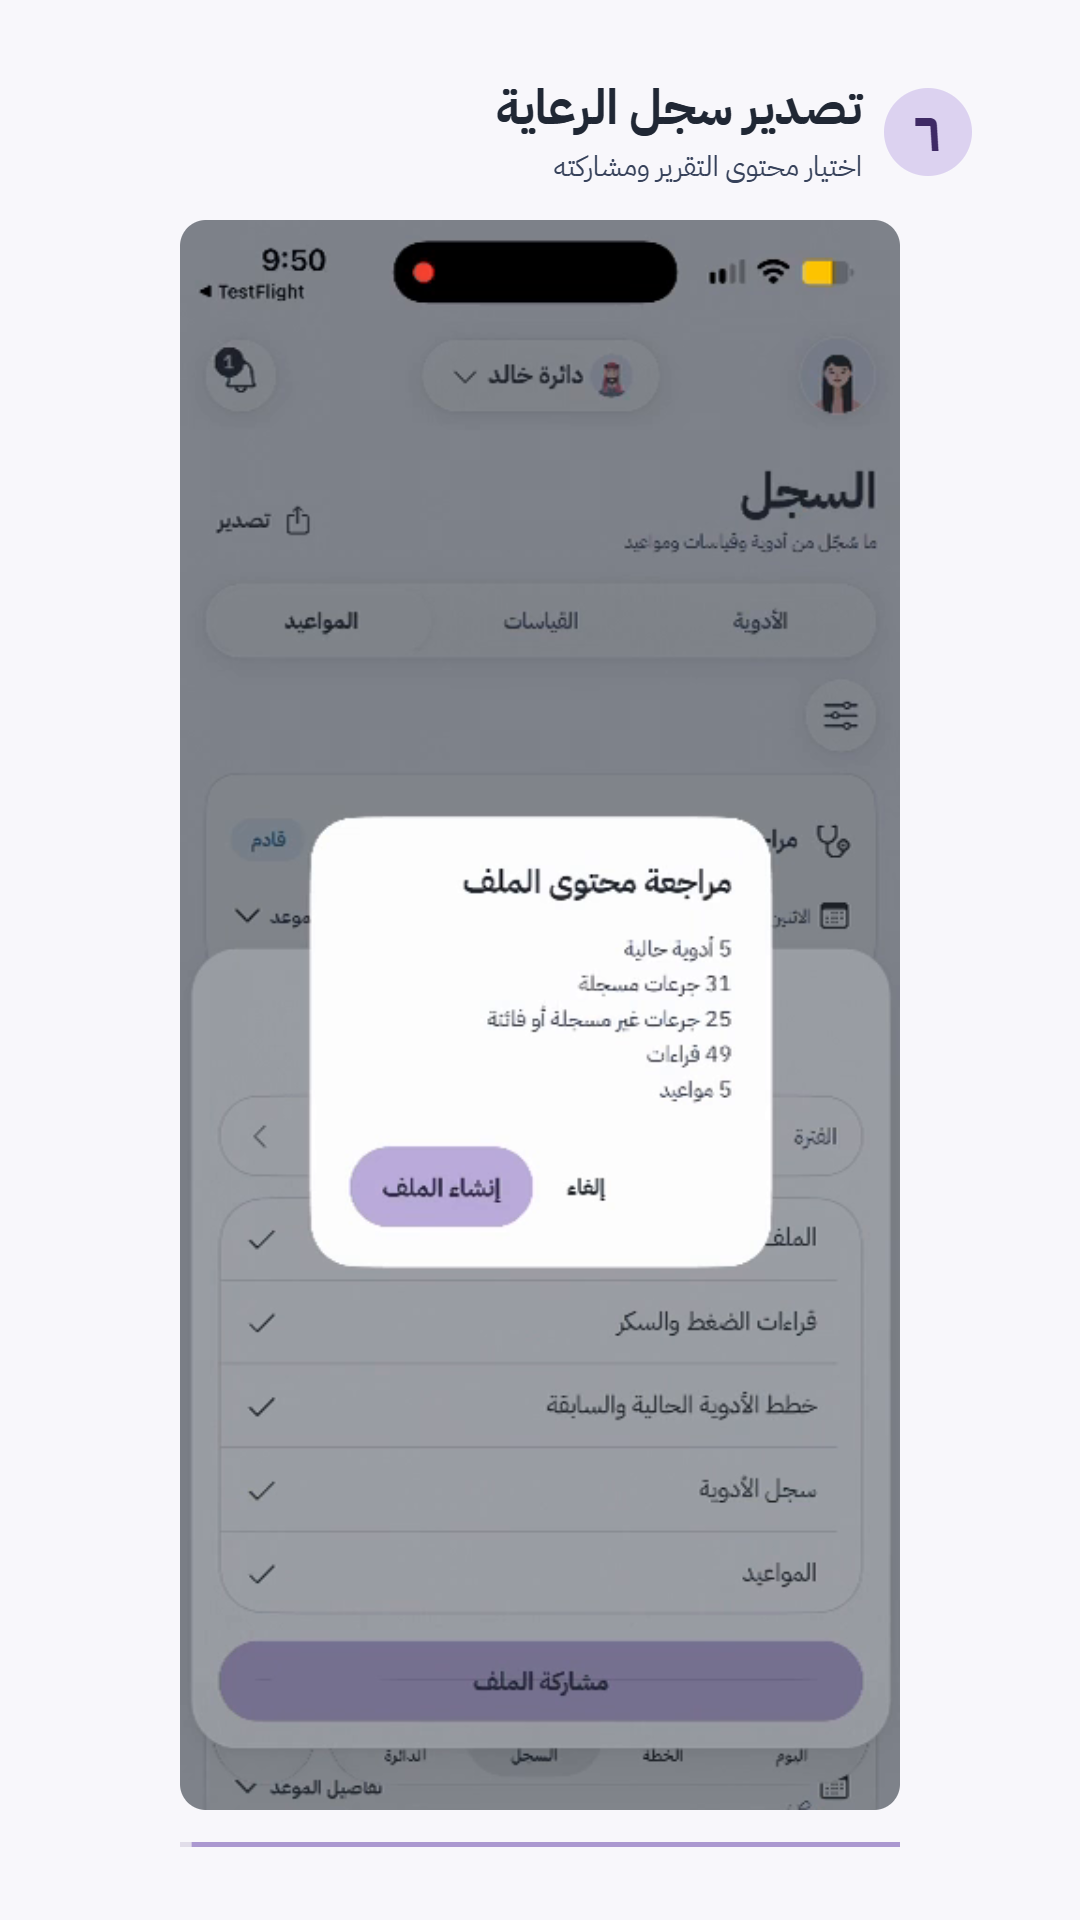 ٦
تصدير سجل الرعاية
اختيار محتوى التقرير ومشاركته
9:50
TestFlight
1
دائرة خالد
السجل
ما سُجّل من أدوية وقياسات ومواعيد
تصدير
الأدوية
القياسات
المواعيد
قادم
الاثنين
مراجعة محتوى الملف
5 أدوية حالية
31 جرعات مسجلة
25 جرعات غير مسجلة أو فائتة
49 قراءات
5 مواعيد
إلغاء
إنشاء الملف
الفترة
الملف
قراءات الضغط والسكر
خطط الأدوية الحالية والسابقة
سجل الأدوية
المواعيد
مشاركة الملف
اليوم
الخطة
السجل
الدائرة
تفاصيل الموعد